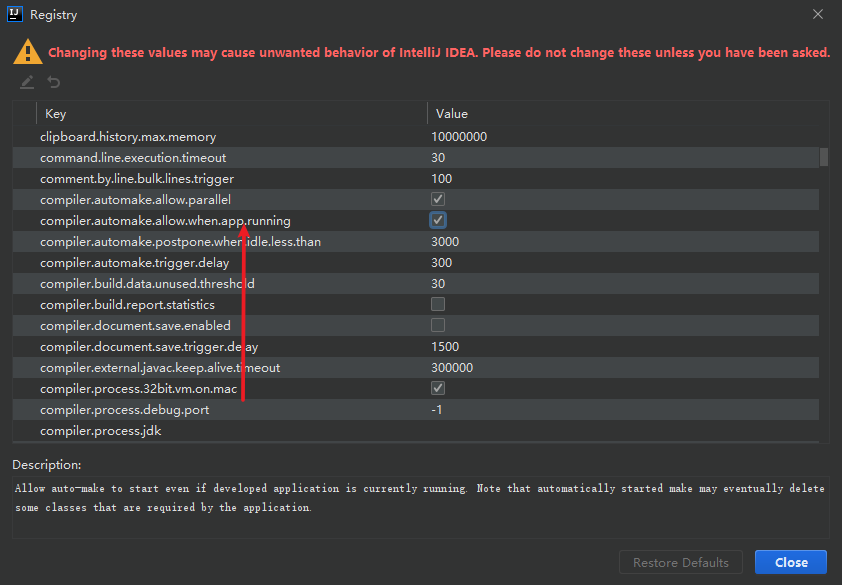 IJ Registry
Changing these values may cause unwanted behavior of IntelliJ IDEA. Please do not change these unless you have been asked.
Key Value
clipboard.history.max.memory 10000000
command.line.execution.timeout 30
comment.by.line.bulk.lines.trigger 100
compiler.automake.allow.parallel
compiler.automake.allow.when.app.running
compiler.automake.postpone.when.idle.less.than 3000
compiler.automake.trigger.delay 300
compiler.build.data.unused.threshold 30
compiler.build.report.statistics
compiler.document.save.enabled
compiler.document.save.trigger.delay 1500
compiler.external.javac.keep.alive.timeout 300000
compiler.process.32bit.vm.on.mac
compiler.process.debug.port -1
compiler.process.jdk
Description:
Allow auto-make to start even if developed application is currently running. Note that automatically started make may eventually delete
some classes that are required by the application.
Restore Defaults Close